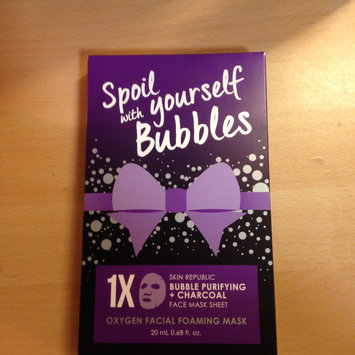 Spoil
with yourself
Bubbles
1X
SKIN REPUBLIC
BUBBLE PURIFYING
+ CHARCOAL
FACE MASK SHEET
OXYGEN FACIAL FOAMING MASK
20 mL 0.68 fl. oz.